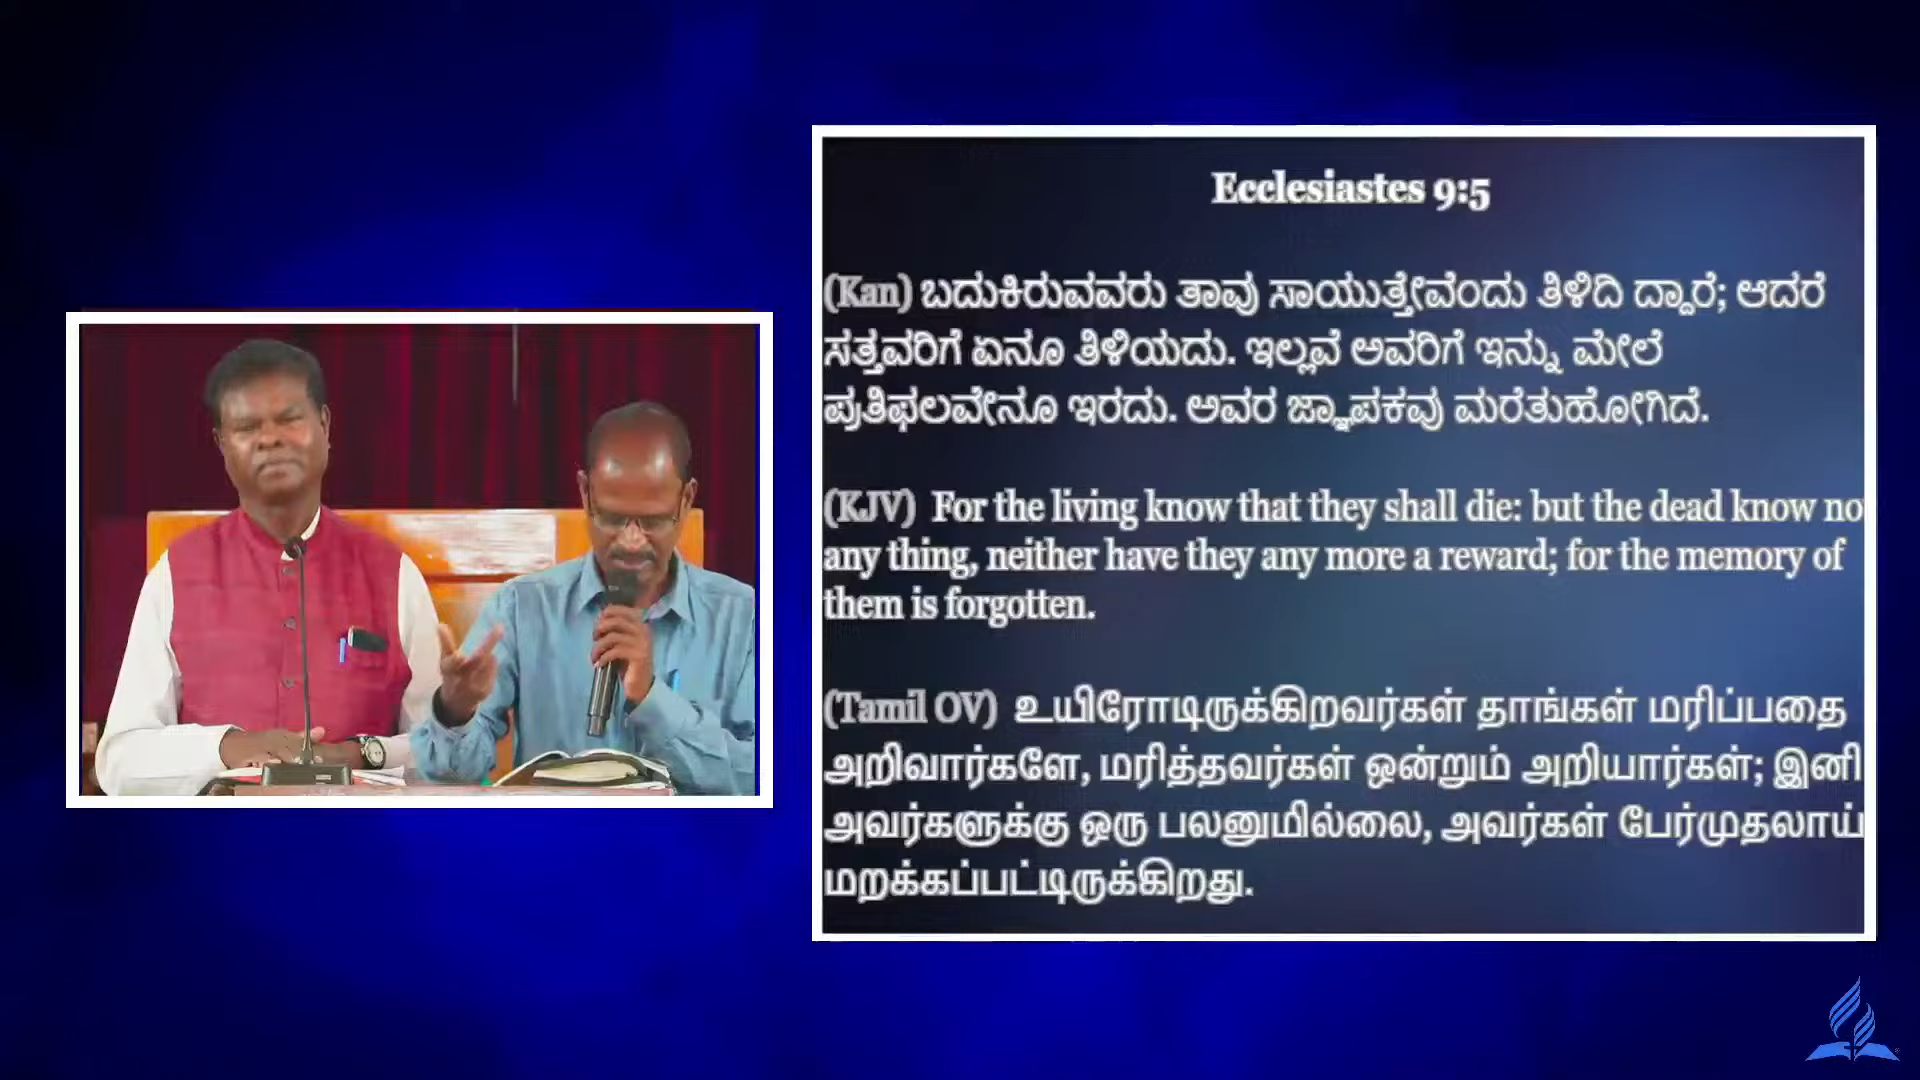 Ecclesiastes 9:5
(Kan) ಬದುಕಿರುವವರು ತಾವು ಸಾಯುತ್ತೇವೆಂದು ತಿಳಿದಿ ದ್ದಾರೆ; ಆದರೆ
ಸತ್ತವರಿಗೆ ಏನೂ ತಿಳಿಯದು. ಇಲ್ಲವೆ ಅವರಿಗೆ ಇನ್ನು ಮೇಲೆ
ಪ್ರತಿಫಲವೇನೂ ಇರದು. ಅವರ ಜ್ಞಾಪಕವು ಮರೆತುಹೋಗಿದೆ.
(KJV) For the living know that they shall die: but the dead know no
any thing, neither have they any more a reward; for the memory of
them is forgotten.
(Tamil OV) உயிரோடிருக்கிறவர்கள் தாங்கள் மரிப்பதை
அறிவார்களே, மரித்தவர்கள் ஒன்றும் அறியார்கள்; இனி
அவர்களுக்கு ஒரு பலனுமில்லை, அவர்கள் பேர்முதலாய்
மறக்கப்பட்டிருக்கிறது.